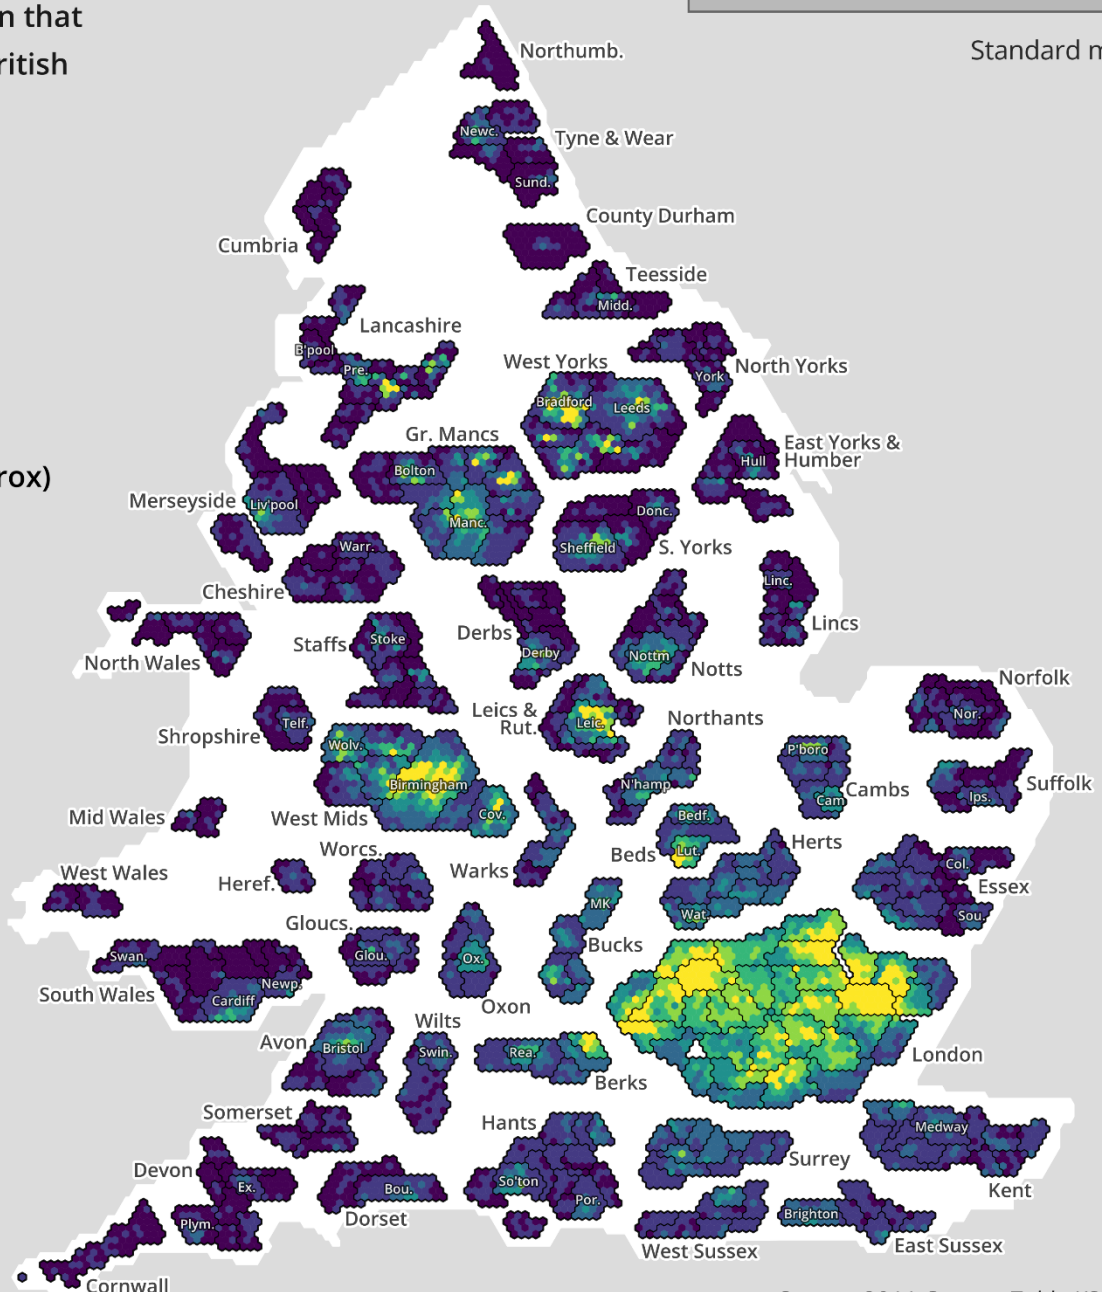 n that
ritish
Standard m
rox)
Northumb.
Newc.
Tyne & Wear
Sund.
County Durham
Cumbria
Teesside
Midd.
Lancashire
B'pool
Pre.
West Yorks
North Yorks
York
Bradford
Leeds
Gr. Mancs
East Yorks &
Humber
Hull
Bolton
Merseyside
Liv'pool
Manc.
Donc.
Sheffield
S. Yorks
Warr.
Cheshire
Linc.
Lincs
North Wales
Staffs
Stoke
Derbs
Derby
Nottm
Notts
Norfolk
Nor.
Shropshire
Telf.
Leics &
Rut.
Leic.
Northants
Wolv.
P'boro
Birmingham
N'hamp
Cam
Cambs
Suffolk
Ips.
Mid Wales
West Mids
Cov.
Bedf.
Herts
Worcs.
Warks
Beds
Lut.
Col.
Essex
West Wales
Heref.
MK
Wat.
Sou.
Gloucs.
Bucks
Swan.
Glou.
Ox.
South Wales
Newp.
Cardiff
Oxon
Wilts
Avon
Bristol
Swin.
Rea.
Berks
London
Somerset
Hants
Medway
Surrey
Devon
Ex.
Bou.
So'ton
Por.
Kent
Plym.
Dorset
Brighton
West Sussex
East Sussex
Cornwall